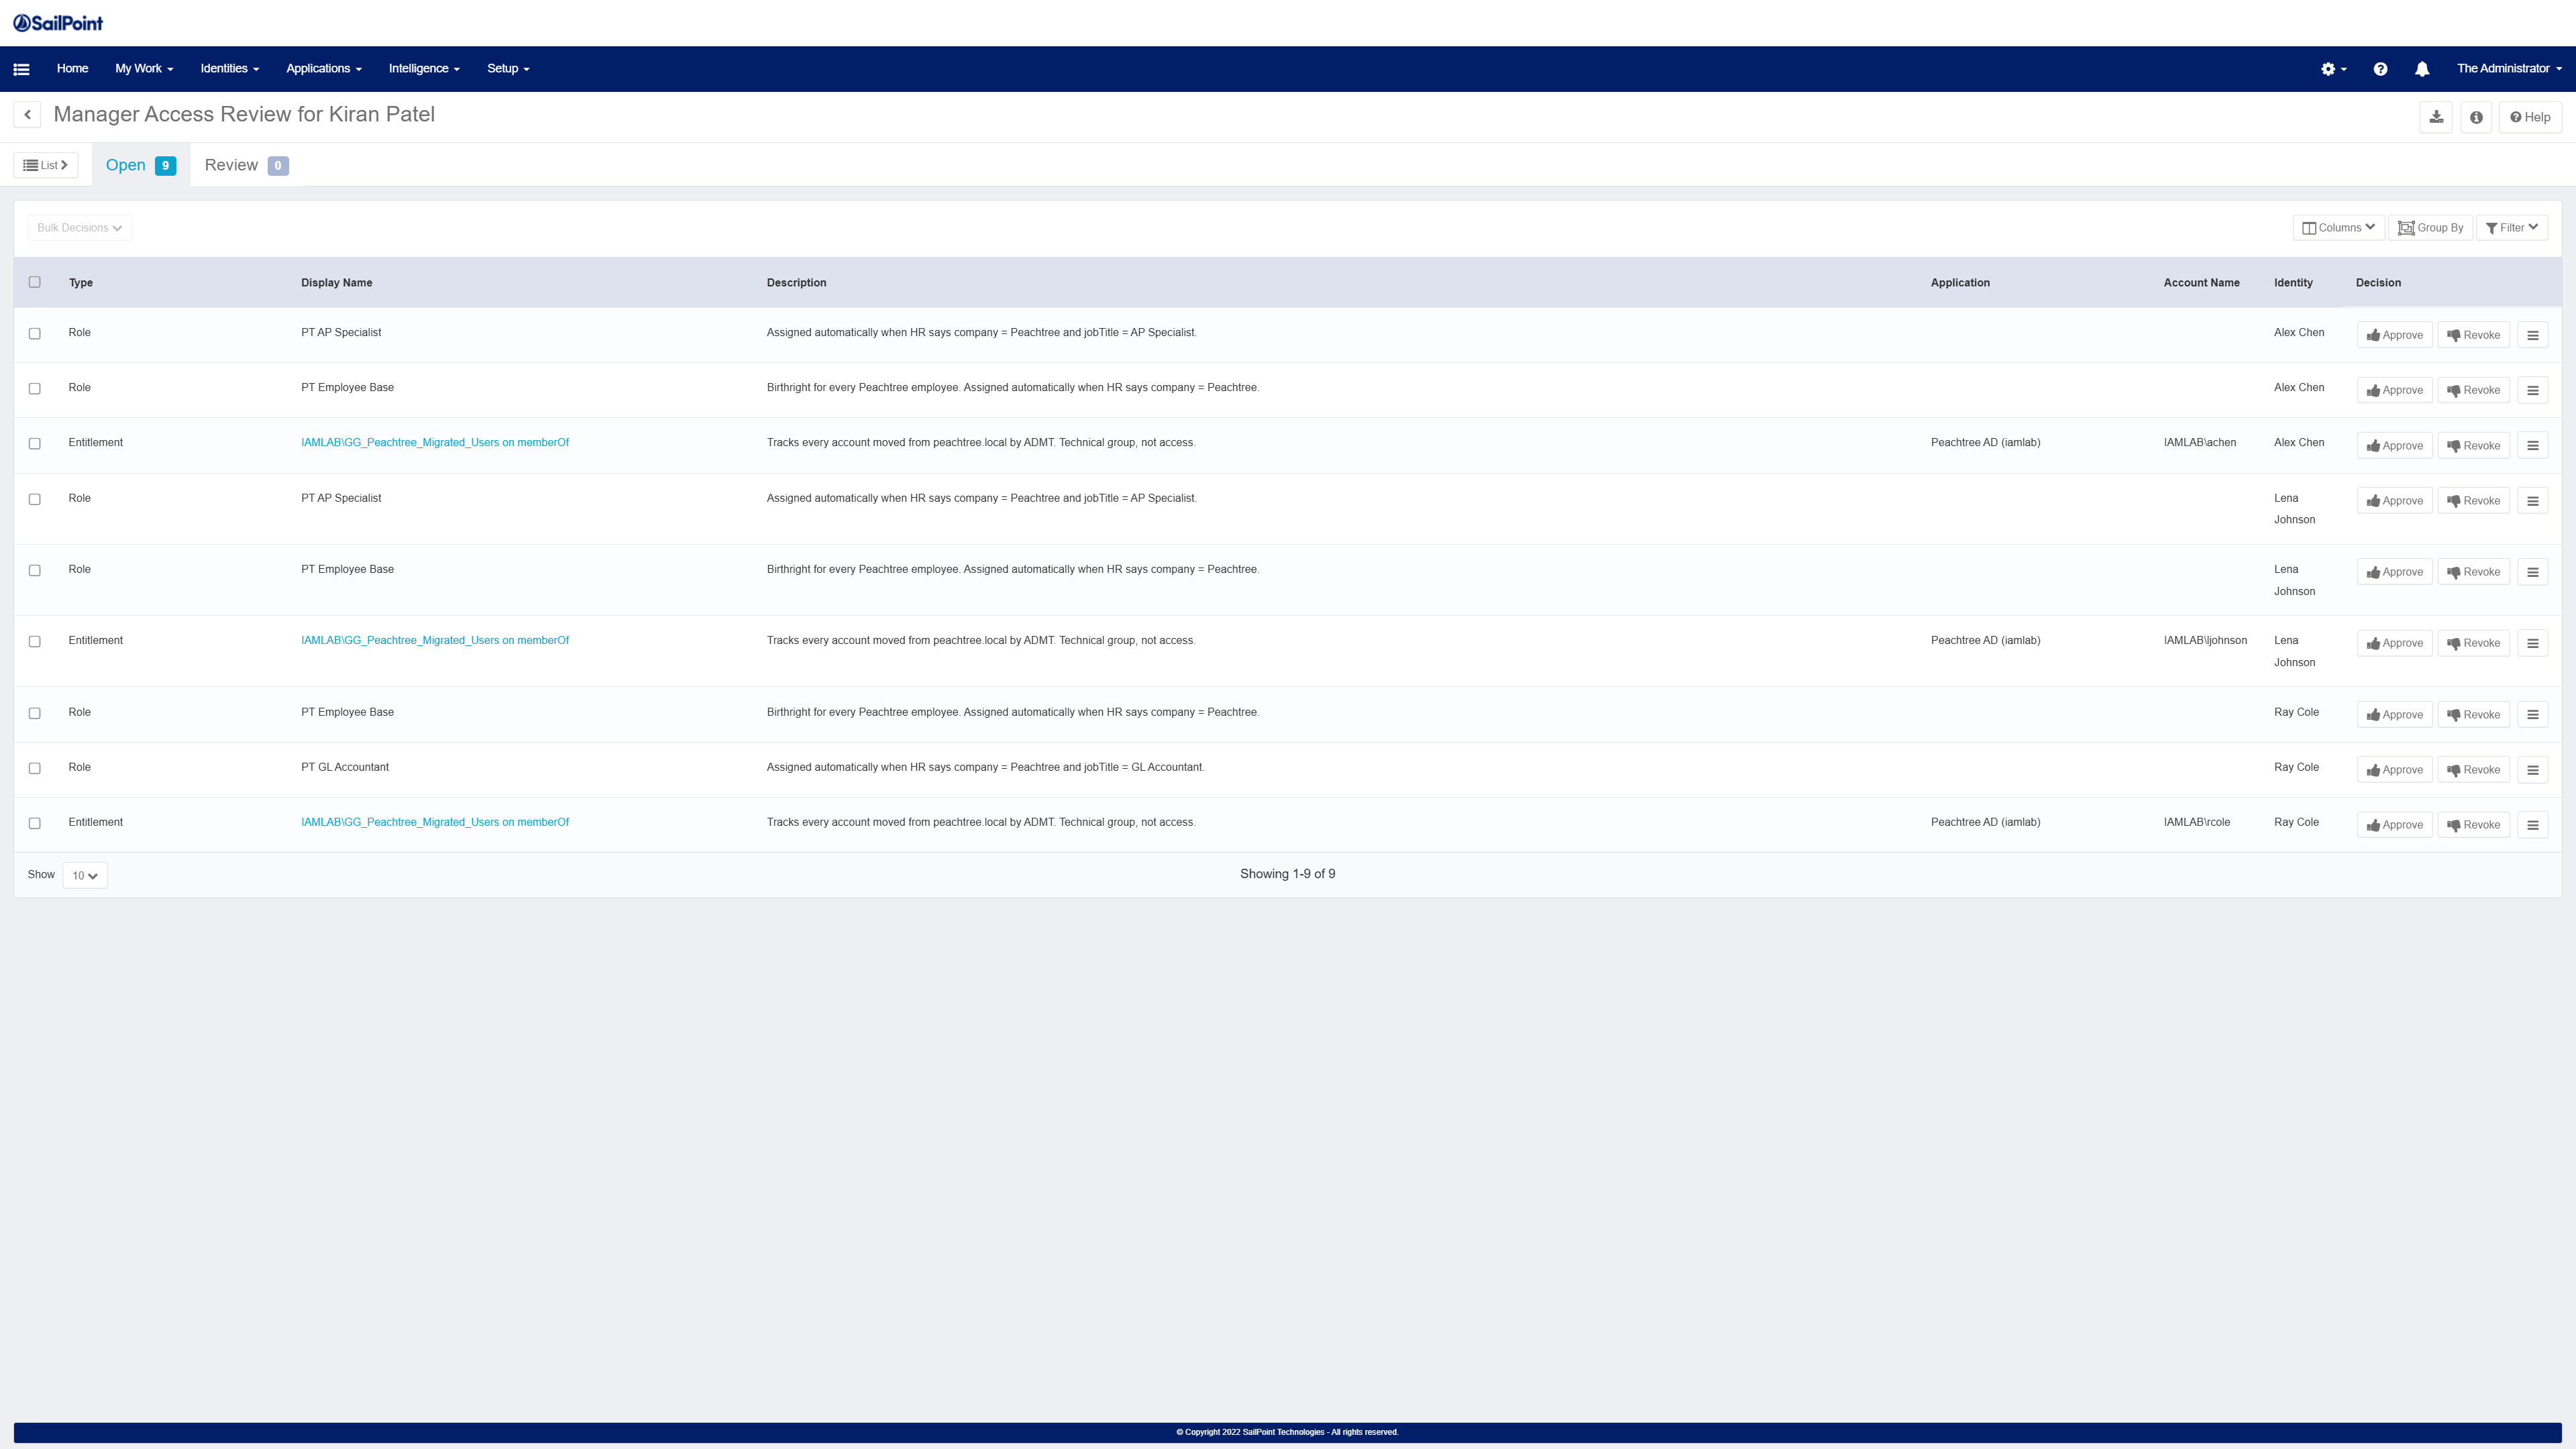 SailPoint
Home My Work Identities Applications Intelligence Setup The Administrator
Manager Access Review for Kiran Patel Help
List Open 9 Review 0
Bulk Decisions Columns Group By Filter
Type Display Name Description Application Account Name Identity Decision
Role PT AP Specialist Assigned automatically when HR says company = Peachtree and jobTitle = AP Specialist. Alex Chen Approve Revoke
Role PT Employee Base Birthright for every Peachtree employee. Assigned automatically when HR says company = Peachtree. Alex Chen Approve Revoke
Entitlement IAMLAB\GG_Peachtree_Migrated_Users on memberOf Tracks every account moved from peachtree.local by ADMT. Technical group, not access. Peachtree AD (iamlab) IAMLAB\achen Alex Chen Approve Revoke
Role PT AP Specialist Assigned automatically when HR says company = Peachtree and jobTitle = AP Specialist. Lena Approve Revoke
Johnson
Role PT Employee Base Birthright for every Peachtree employee. Assigned automatically when HR says company = Peachtree. Lena Approve Revoke
Johnson
Entitlement IAMLAB\GG_Peachtree_Migrated_Users on memberOf Tracks every account moved from peachtree.local by ADMT. Technical group, not access. Peachtree AD (iamlab) IAMLAB\ljohnson Lena Approve Revoke
Johnson
Role PT Employee Base Birthright for every Peachtree employee. Assigned automatically when HR says company = Peachtree. Ray Cole Approve Revoke
Role PT GL Accountant Assigned automatically when HR says company = Peachtree and jobTitle = GL Accountant. Ray Cole Approve Revoke
Entitlement IAMLAB\GG_Peachtree_Migrated_Users on memberOf Tracks every account moved from peachtree.local by ADMT. Technical group, not access. Peachtree AD (iamlab) IAMLAB\rcole Ray Cole Approve Revoke
Show 10 Showing 1-9 of 9
© Copyright 2022 SailPoint Technologies - All rights reserved.